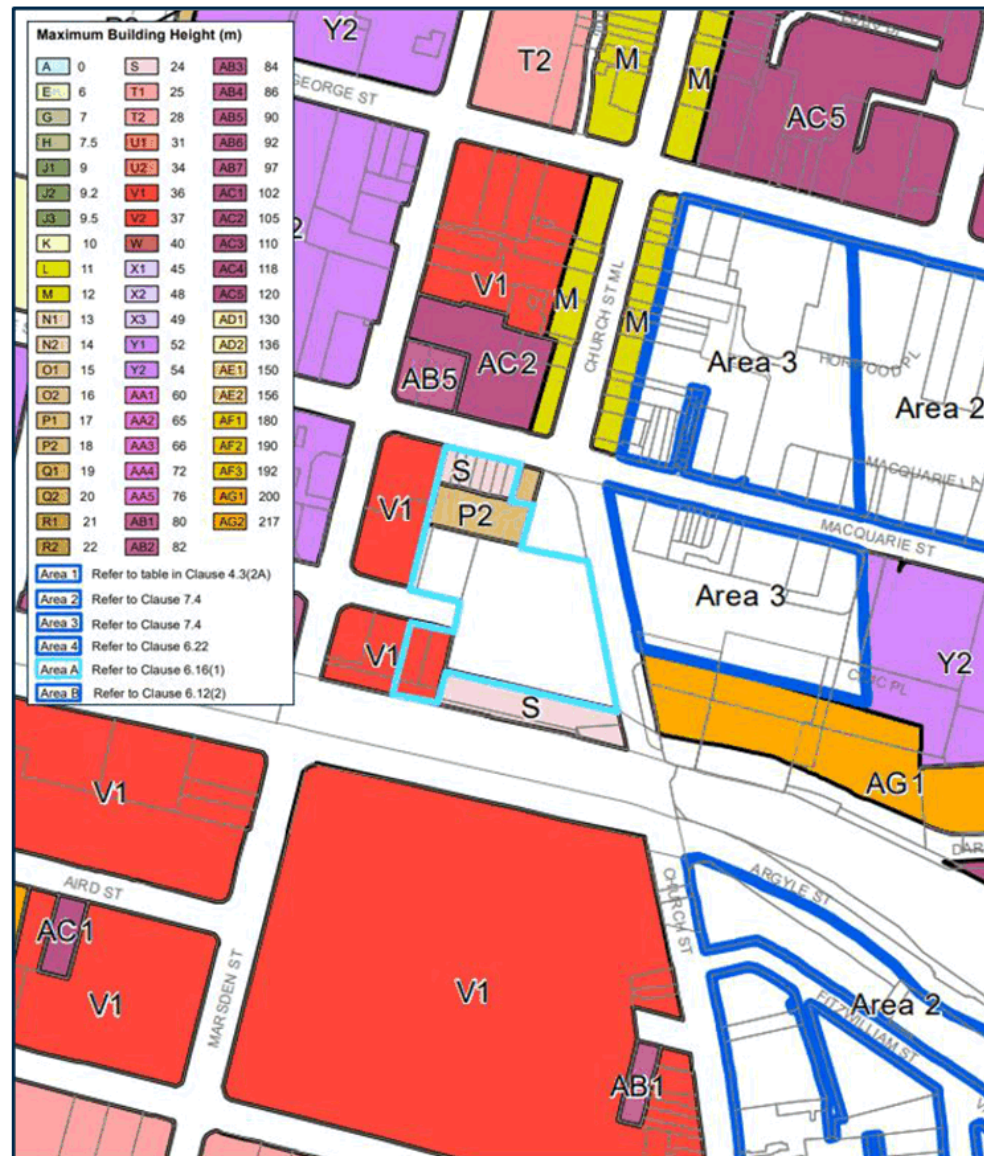 Maximum Building Height (m)
A 0 S 24 AB3 84
E 6 T1 25 AB4 86
G 7 T2 28 AB5 90
H 7.5 U1 31 AB6 92
J1 9 U2 34 AB7 97
J2 9.2 V1 36 AC1 102
J3 9.5 V2 37 AC2 105
K 10 W 40 AC3 110
L 11 X1 45 AC4 118
M 12 X2 48 AC5 120
N1 13 X3 49 AD1 130
N2 14 Y1 52 AD2 136
O1 15 Y2 54 AE1 150
O2 16 AA1 60 AE2 156
P1 17 AA2 65 AF1 180
P2 18 AA3 66 AF2 190
Q1 19 AA4 72 AF3 192
Q2 20 AA5 76 AG1 200
R1 21 AB1 80 AG2 217
R2 22 AB2 82
Area 1 Refer to table in Clause 4.3(2A)
Area 2 Refer to Clause 7.4
Area 3 Refer to Clause 7.4
Area 4 Refer to Clause 6.22
Area A Refer to Clause 6.16(1)
Area B Refer to Clause 6.12(2)
Y2
T2
M
M
AC5
GEORGE ST
V1
M
M
CHURCH ST ML
Area 3
HORWOOD PL
Area 2
AC2
AB5
MACQUARIE LA
S
V1
P2
MACQUARIE ST
Area 3
V1
Y2
CIVIC PL
S
AG1
V1
DAR
ARGYLE ST
CHURCH ST
AIRD ST
AC1
V1
MARSDEN ST
V1
Area 2
FITZWILLIAM ST
AB1